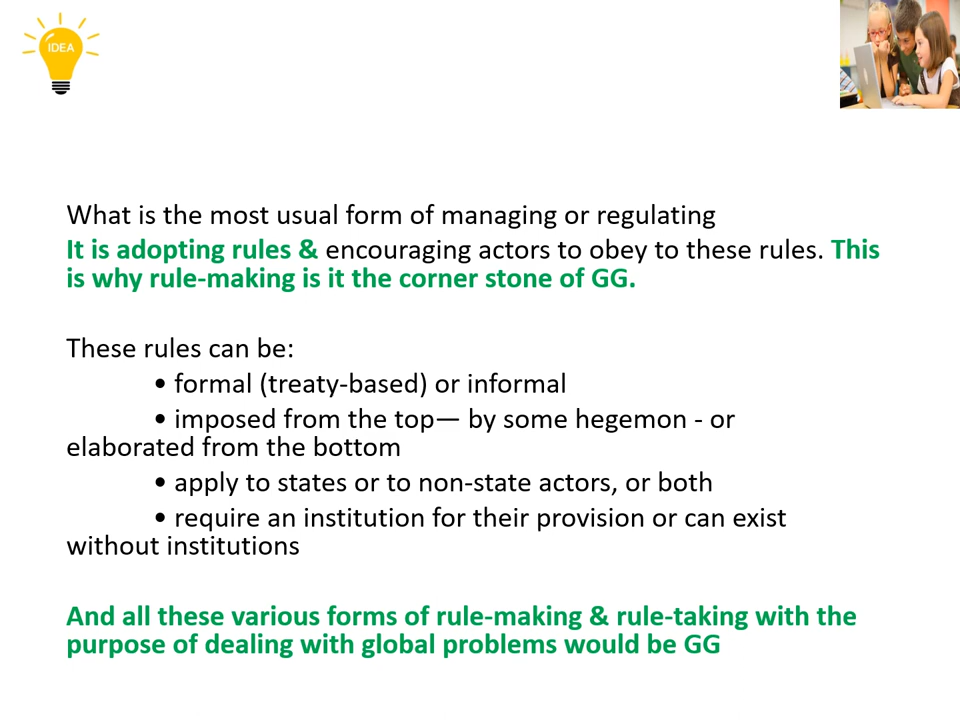 IDEA
What is the most usual form of managing or regulating
It is adopting rules & encouraging actors to obey to these rules. This
is why rule-making is it the corner stone of GG.
These rules can be:
• formal (treaty-based) or informal
• imposed from the top— by some hegemon - or
elaborated from the bottom
• apply to states or to non-state actors, or both
• require an institution for their provision or can exist
without institutions
And all these various forms of rule-making & rule-taking with the
purpose of dealing with global problems would be GG